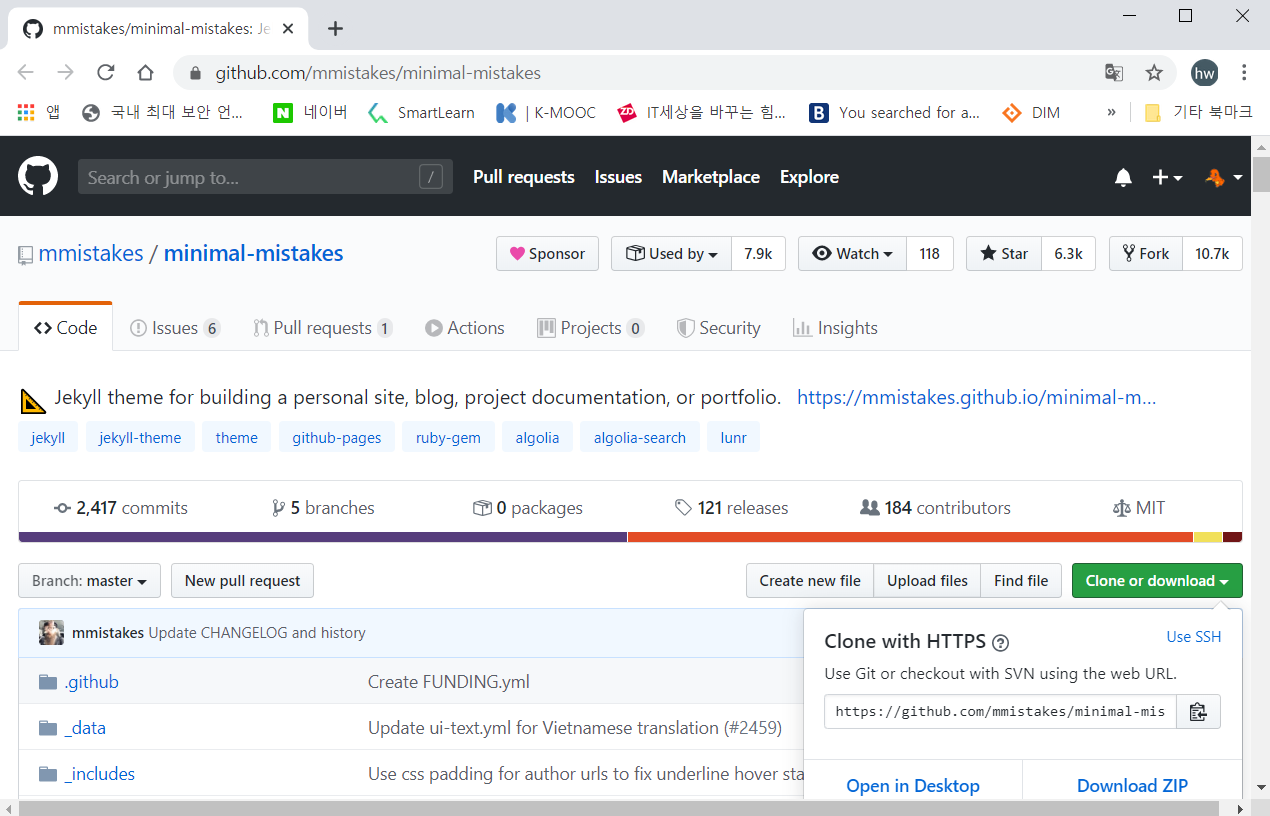 mmistakes/minimal-mistakes: Je
github.com/mmistakes/minimal-mistakes
hw
앱 국내 최대 보안 언... N 네이버 SmartLearn | K-MOOC ZD IT세상을 바꾸는 힘... B You searched for a... DIM » 기타 북마크
Search or jump to... / Pull requests Issues Marketplace Explore
mmistakes / minimal-mistakes Sponsor Used by 7.9k Watch 118 Star 6.3k Fork 10.7k
Code Issues 6 Pull requests 1 Actions Projects 0 Security Insights
Jekyll theme for building a personal site, blog, project documentation, or portfolio. https://mmistakes.github.io/minimal-m...
jekyll jekyll-theme theme github-pages ruby-gem algolia algolia-search lunr
2,417 commits 5 branches 0 packages 121 releases 184 contributors MIT
Branch: master New pull request Create new file Upload files Find file Clone or download
mmistakes Update CHANGELOG and history
.github Create FUNDING.yml
_data Update ui-text.yml for Vietnamese translation (#2459)
_includes Use css padding for author urls to fix underline hover sta
Clone with HTTPS ? Use SSH
Use Git or checkout with SVN using the web URL.
https://github.com/mmistakes/minimal-mis
Open in Desktop Download ZIP